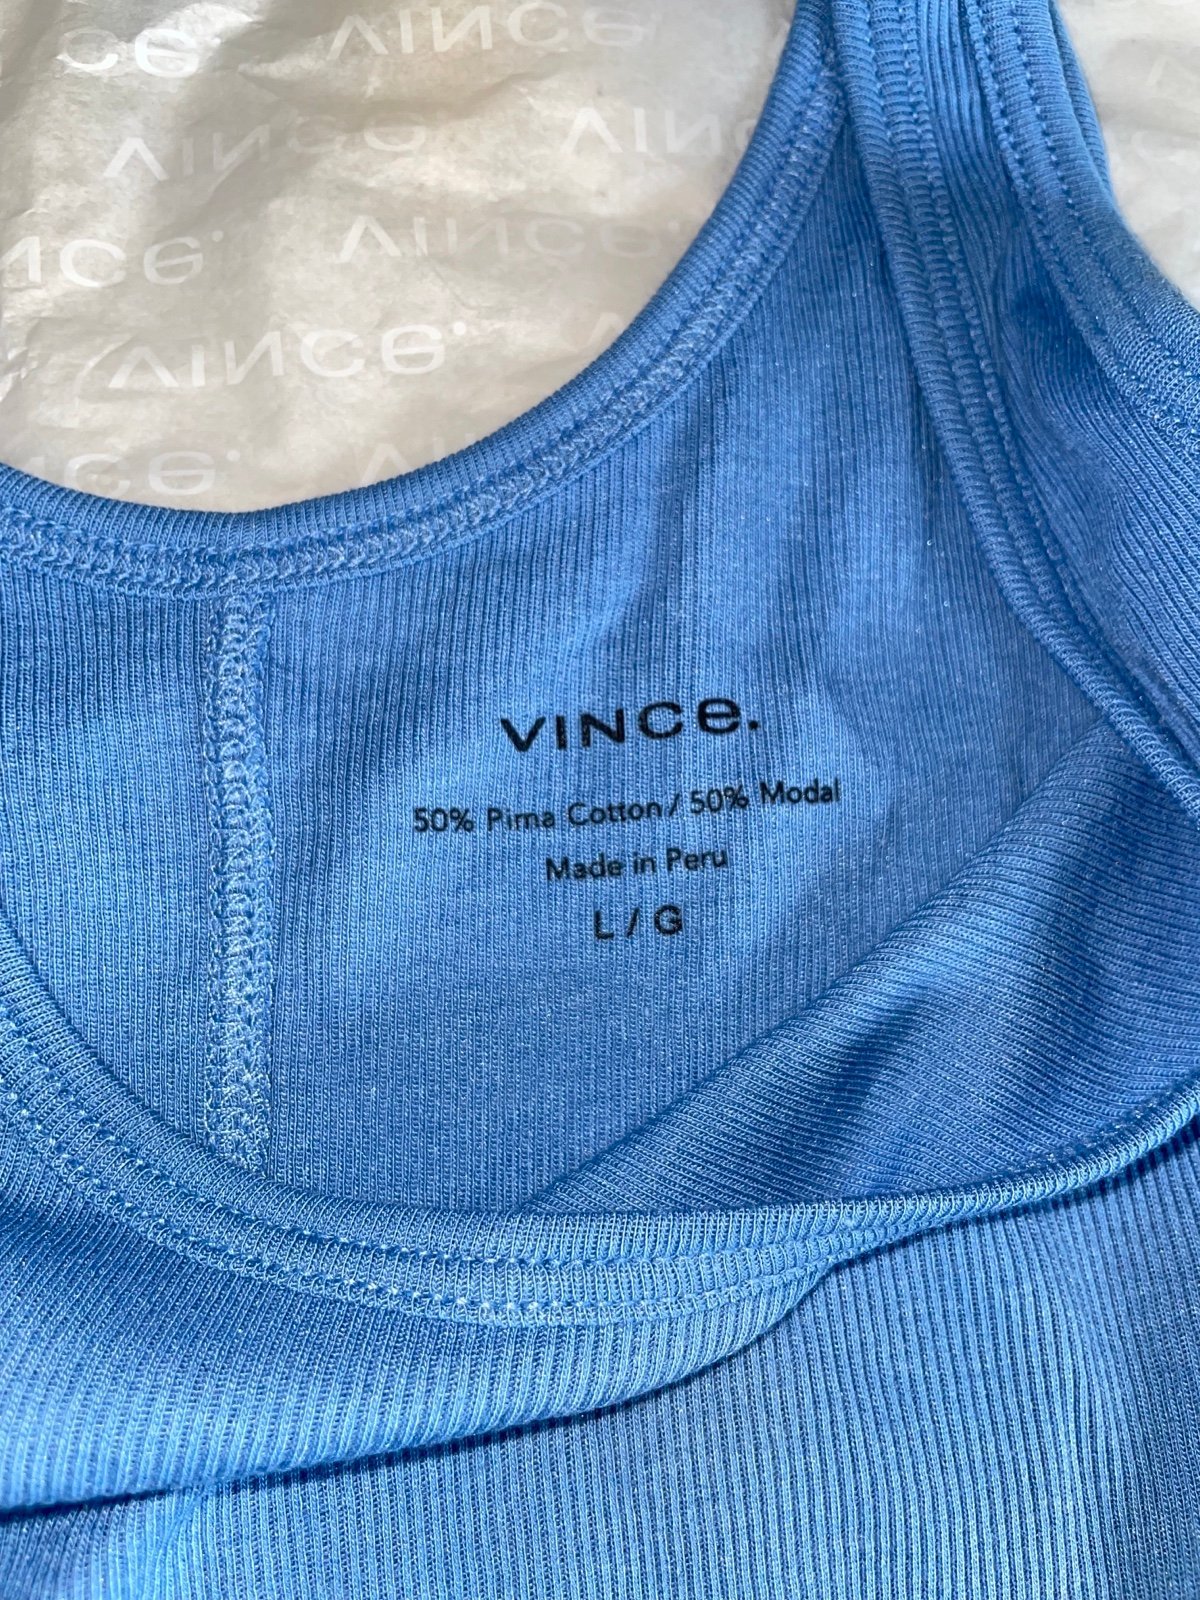 VINCe.
50% Pima Cotton / 50% Modal
Made in Peru
L / G